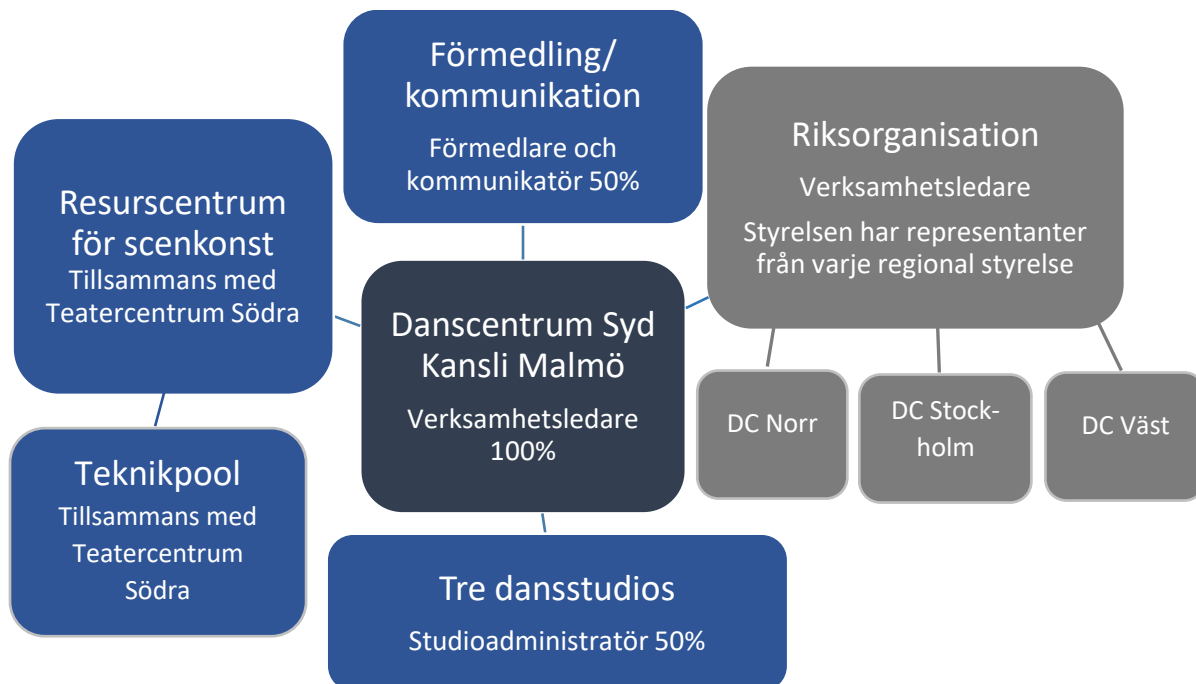 Förmedling/
kommunikation
Förmedlare och
kommunikatör 50%
Riksorganisation
Verksamhetsledare
Styrelsen har representanter
från varje regional styrelse
Resurscentrum
för scenkonst
Tillsammans med
Teatercentrum Södra
Danscentrum Syd
Kansli Malmö
Verksamhetsledare
100%
DC Norr
DC Stock-
holm
DC Väst
Teknikpool
Tillsammans med
Teatercentrum
Södra
Tre dansstudios
Studioadministratör 50%